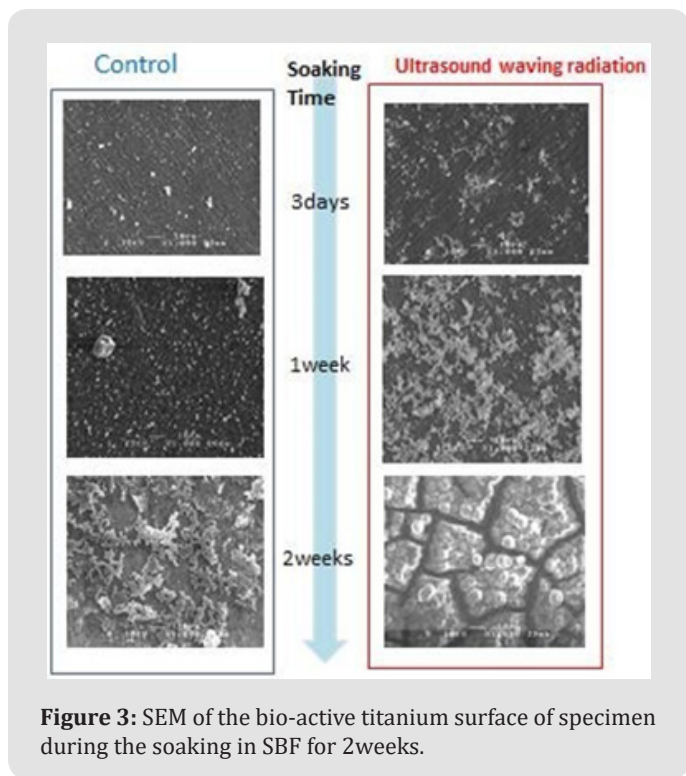 Control
Soaking
Time
Ultrasound waving radiation
3days
1week
2weeks
Figure 3: SEM of the bio-active titanium surface of specimen
during the soaking in SBF for 2weeks.